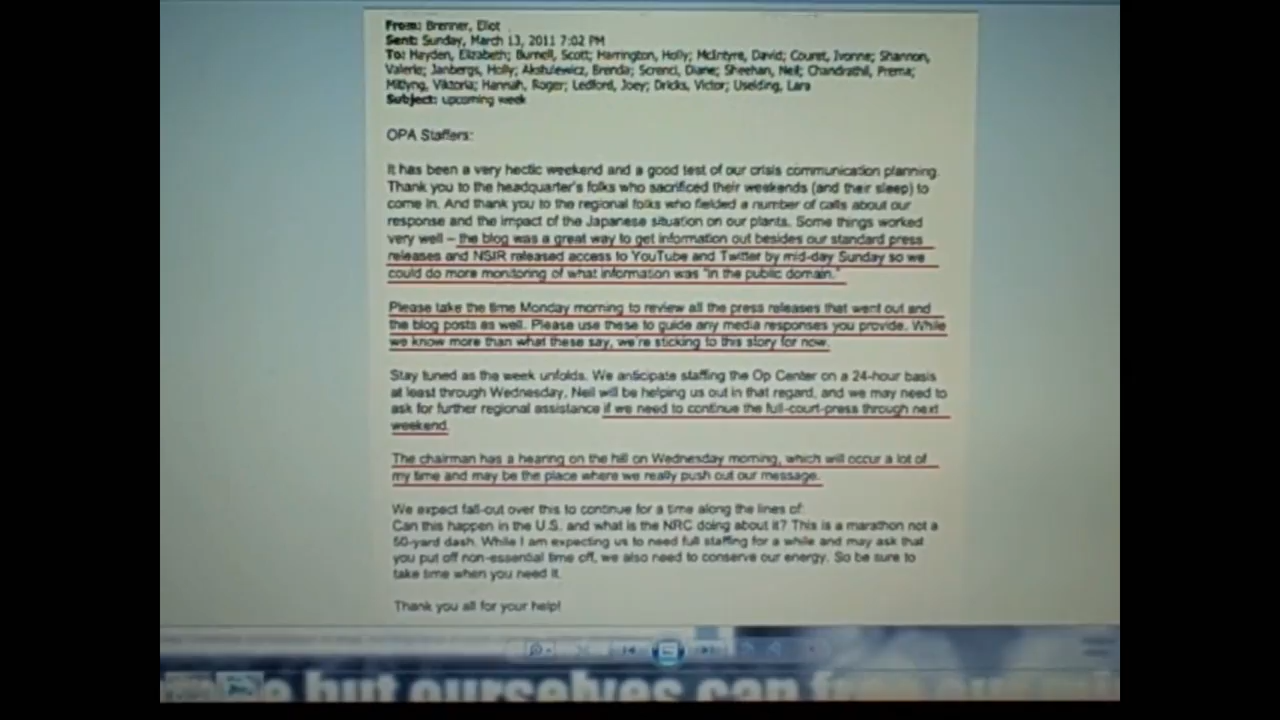 From: Brenner, Eliot
Sent: Sunday, March 13, 2011 7:02 PM
To: Hayden, Elizabeth; Burnell, Scott; Harrington, Holly; McIntyre, David; Couret, Ivonne; Shannon,
Valerie; Janbergs, Holly; Akstulewicz, Brenda; Screnci, Diane; Sheehan, Neil; Chandrathil, Prema;
Mitlyng, Viktoria; Hannah, Roger; Ledford, Joey; Dricks, Victor; Uselding, Lara
Subject: upcoming week
OPA Staffers:
It has been a very hectic weekend and a good test of our crisis communication planning.
Thank you to the headquarter's folks who sacrificed their weekends (and their sleep) to
come in. And thank you to the regional folks who fielded a number of calls about our
response and the impact of the Japanese situation on our plants. Some things worked
very well – the blog was a great way to get information out besides our standard press
releases and NSIR released access to YouTube and Twitter by mid-day Sunday so we
could do more monitoring of what information was "in the public domain."
Please take the time Monday morning to review all the press releases that went out and
the blog posts as well. Please use these to guide any media responses you provide. While
we know more than what these say, we're sticking to this story for now.
Stay tuned as the week unfolds. We anticipate staffing the Op Center on a 24-hour basis
at least through Wednesday. Neil will be helping us out in that regard, and we may need to
ask for further regional assistance if we need to continue the full-court-press through next
weekend.
The chairman has a hearing on the hill on Wednesday morning, which will occur a lot of
my time and may be the place where we really push out our message.
We expect fall-out over this to continue for a time along the lines of:
Can this happen in the U.S. and what is the NRC doing about it? This is a marathon not a
50-yard dash. While I am expecting us to need full staffing for a while and may ask that
you put off non-essential time off, we also need to conserve our energy. So be sure to
take time when you need it.
Thank you all for your help!
but ourselves can free our mi